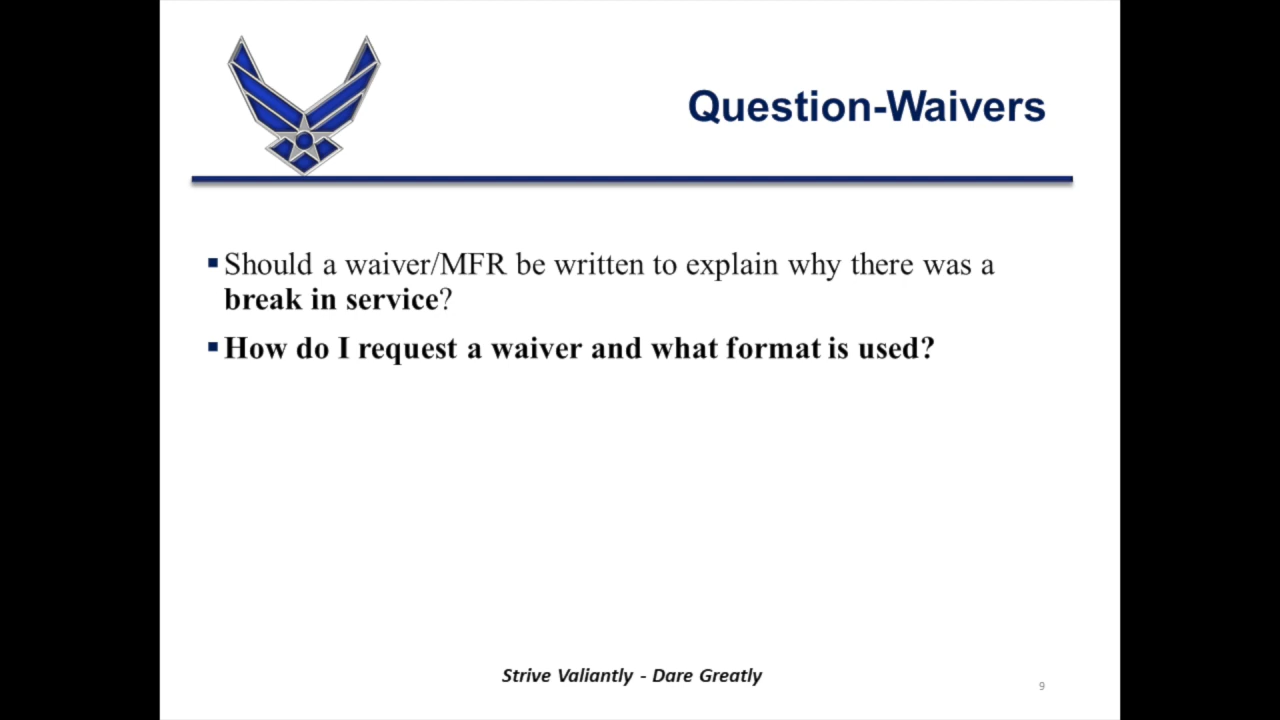 Question-Waivers
▪Should a waiver/MFR be written to explain why there was a
break in service?
▪How do I request a waiver and what format is used?
Strive Valiantly - Dare Greatly
9